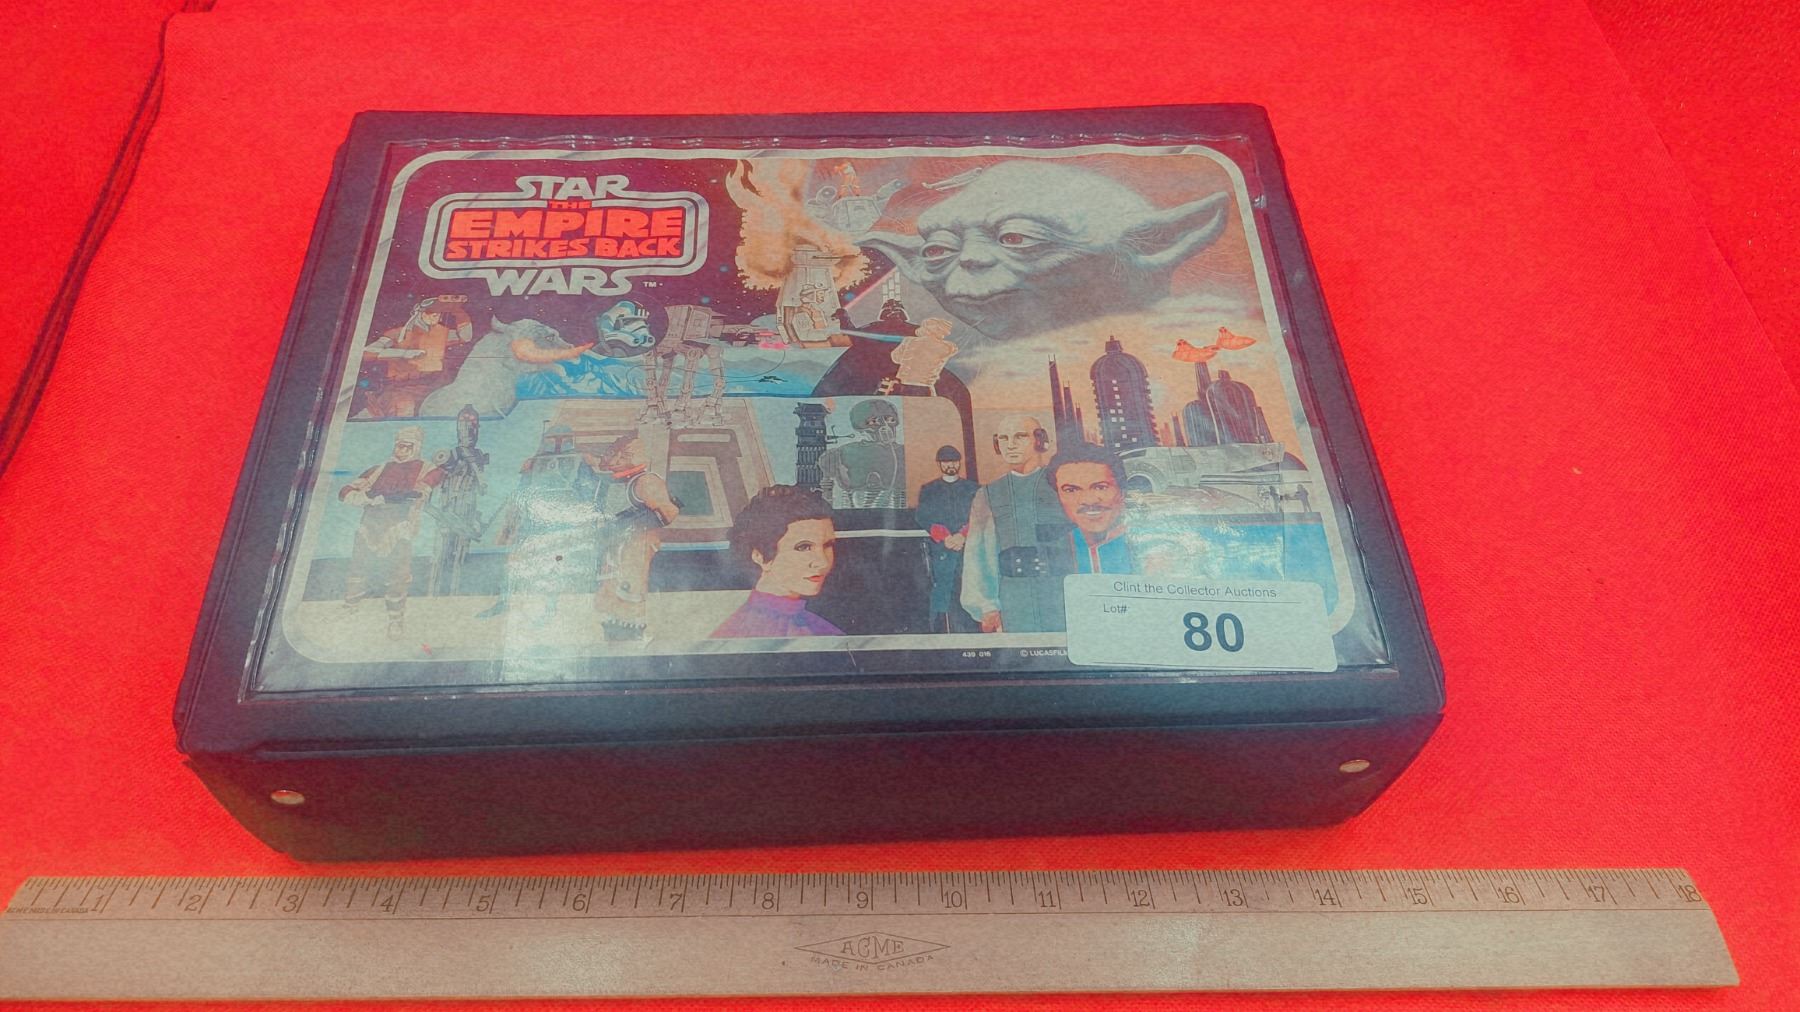 STAR
THE
EMPIRE
STRIKES BACK
WARS ™
439 016 © LUCASFIL
Clint the Collector Auctions
Lot#:
80
1 2 3 4 5 6 7 8 9 10 11 12 13 14 15 16 17 18
ACME
MADE IN CANADA